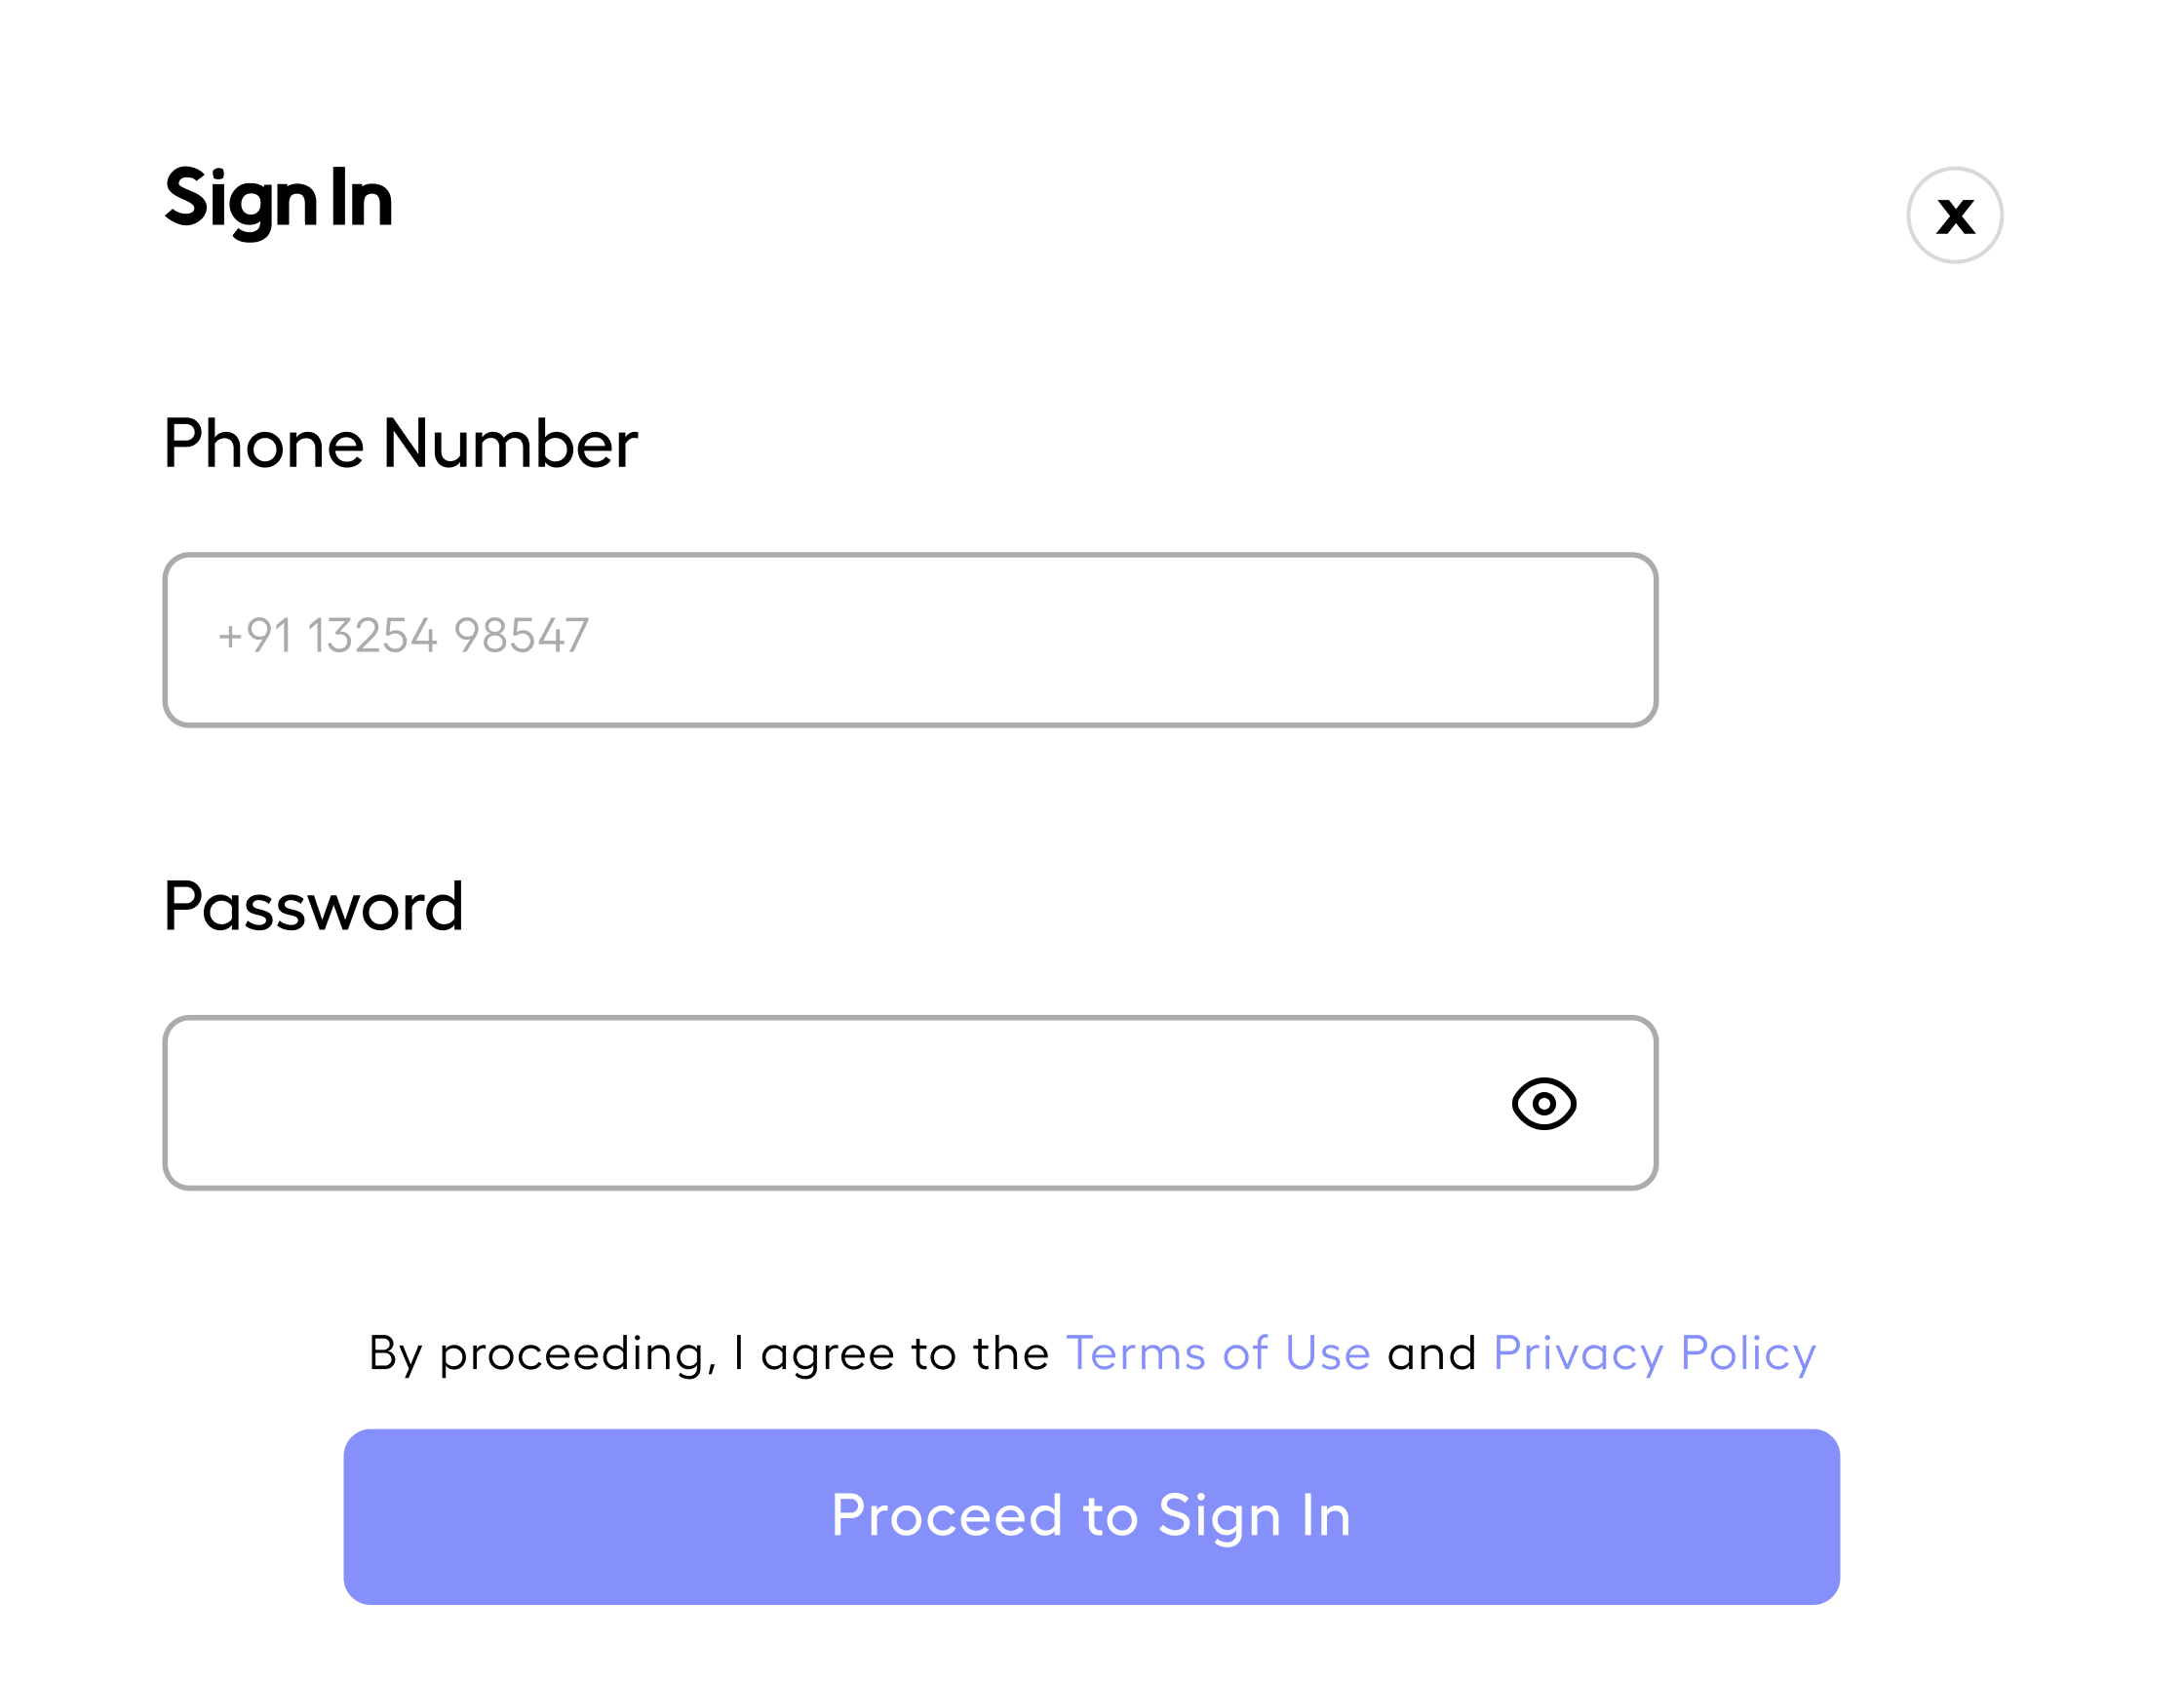 Sign In
x
Phone Number
+91 13254 98547
Password
By proceeding, I agree to the Terms of Use and Privacy Policy
Proceed to Sign In